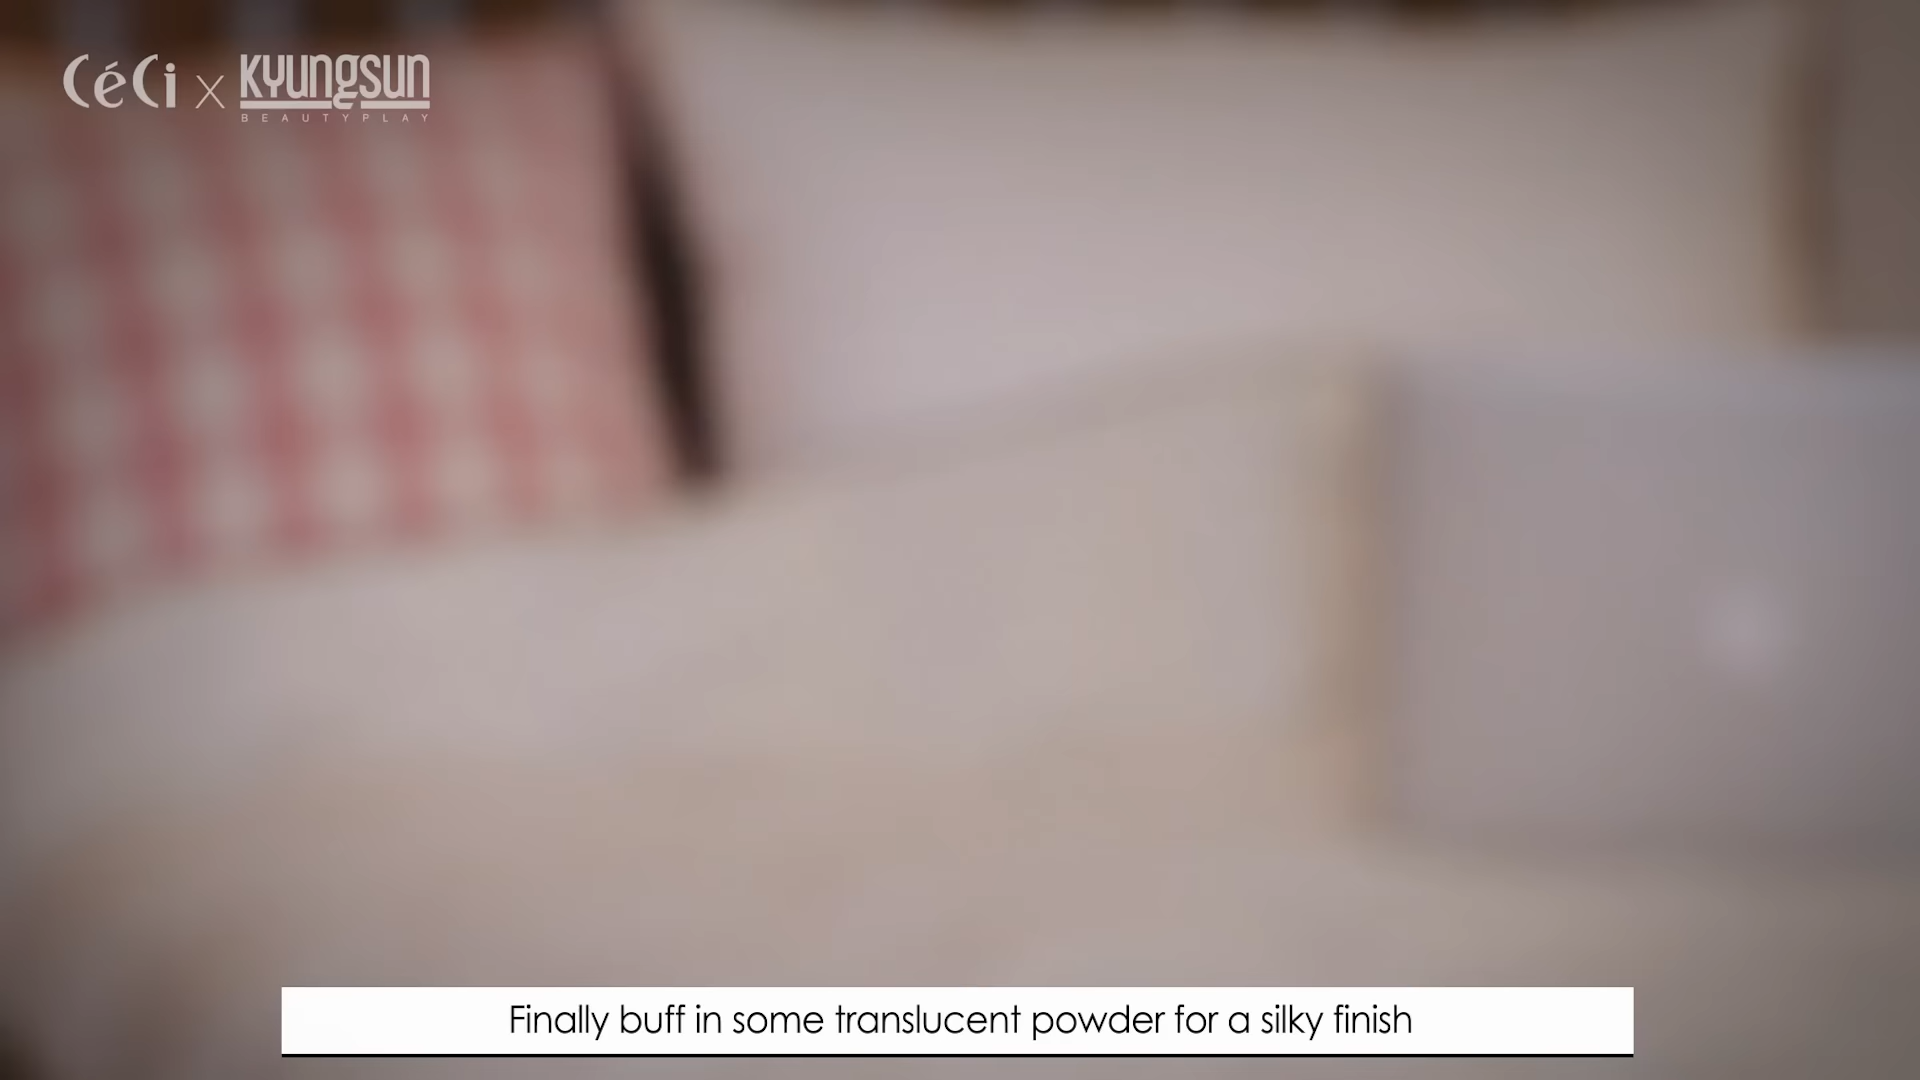 CéCi x Kyungsun
BEAUTYPLAY
Finally buff in some translucent powder for a silky finish